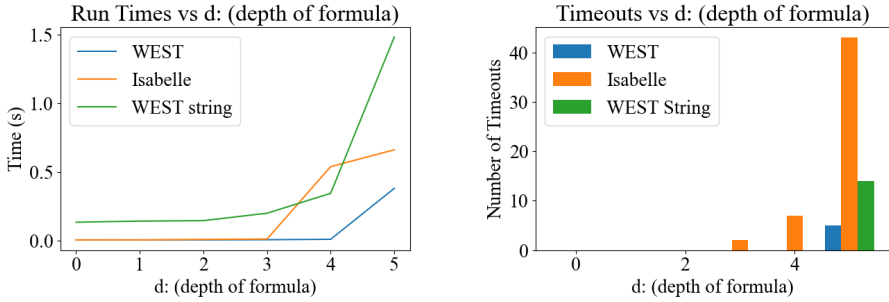 Run Times vs d: (depth of formula)
1.5
1.0
0.5
0.0
Time (s)
WEST
Isabelle
WEST string
0 1 2 3 4 5
d: (depth of formula)
Timeouts vs d: (depth of formula)
40
30
20
10
0
Number of Timeouts
WEST
Isabelle
WEST String
0 2 4
d: (depth of formula)